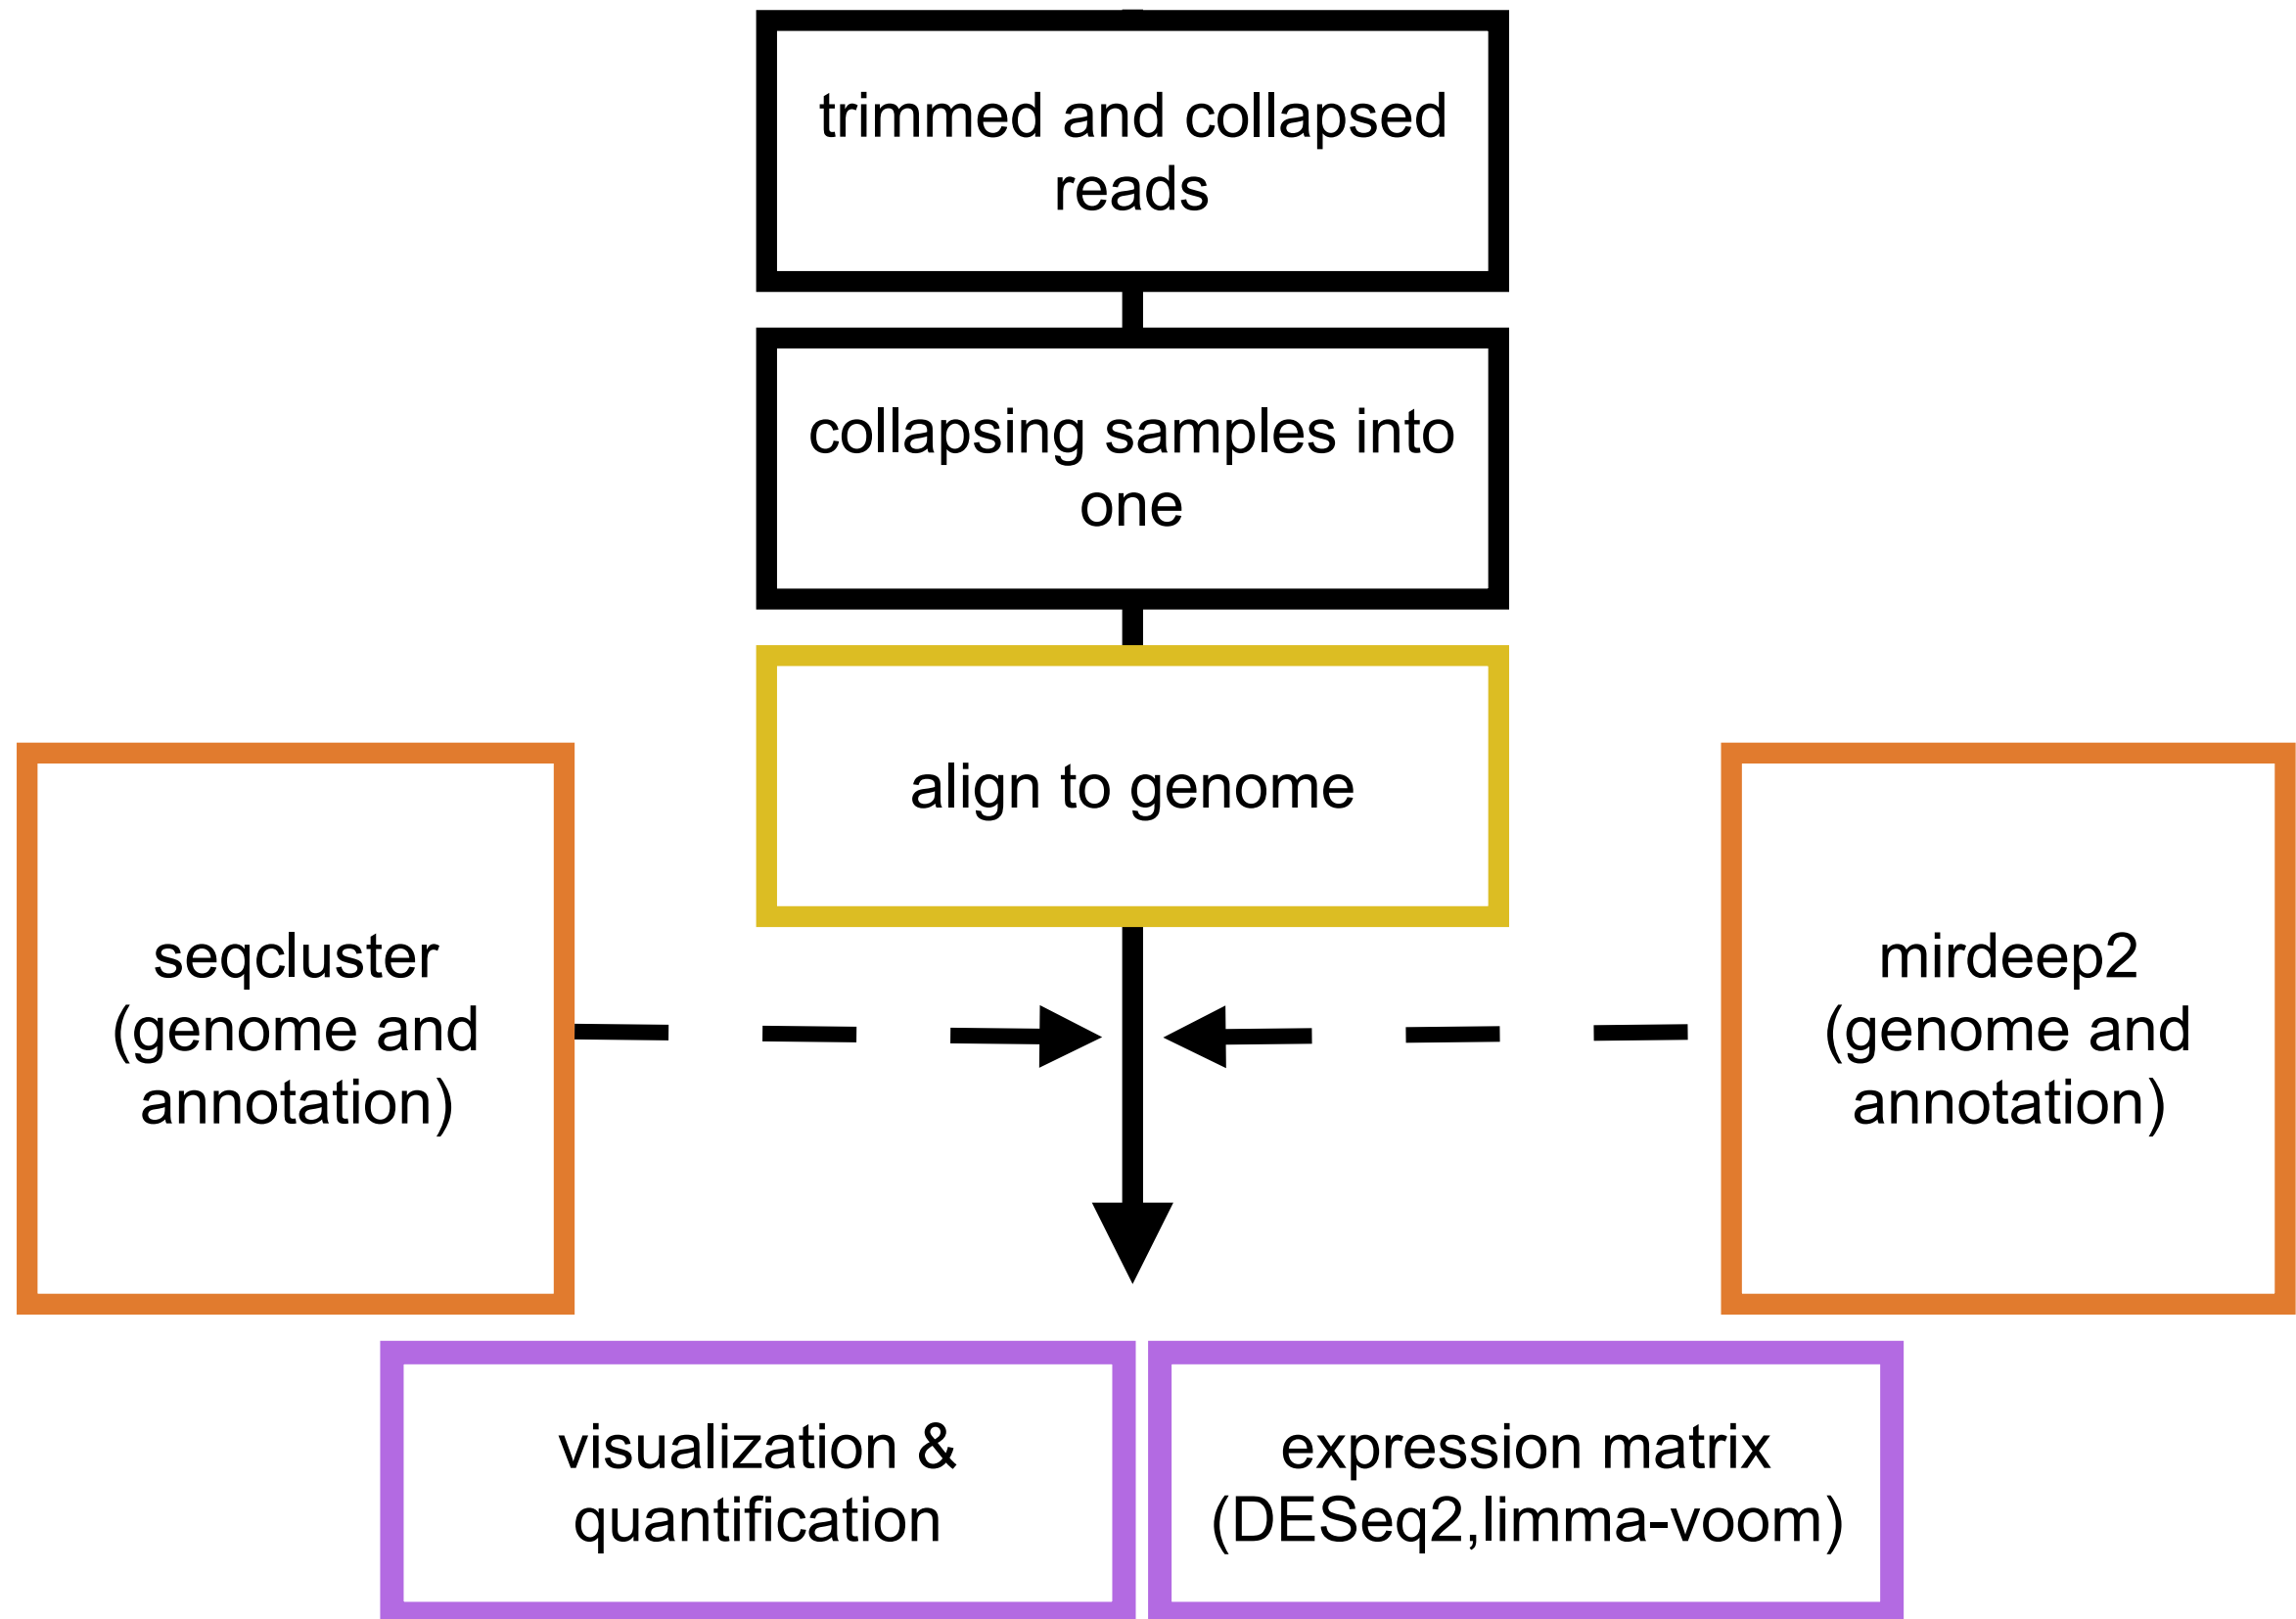 trimmed and collapsed
reads
collapsing samples into
one
align to genome
seqcluster
(genome and
annotation)
mirdeep2
(genome and
annotation)
visualization &
quantification
expression matrix
(DESeq2,limma-voom)